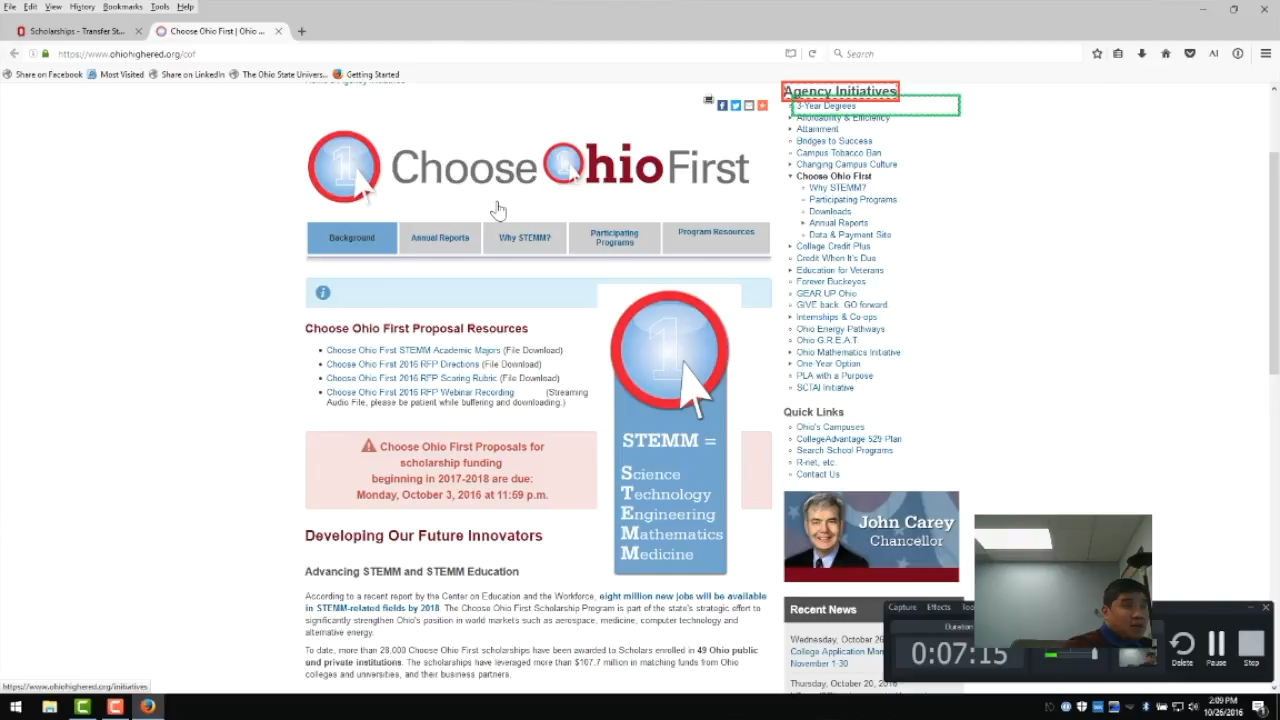 File Edit View History Bookmarks Tools Help
Scholarships - Transfer St...
Choose Ohio First | Ohio ...
https://www.ohiohighered.org/cof
Search
Share on Facebook Most Visited Share on LinkedIn The Ohio State Univers... Getting Started
Agency Initiatives
3-Year Degrees
Affordability & Efficiency
Attainment
Bridges to Success
Campus Tobacco Ban
Changing Campus Culture
Choose Ohio First
Why STEMM?
Participating Programs
Downloads
Annual Reports
Data & Payment Site
College Credit Plus
Credit When It's Due
Education for Veterans
Forever Buckeyes
GEAR UP Ohio
GIVE back. GO forward.
Internships & Co-ops
Ohio Energy Pathways
Ohio G.R.E.A.T.
Ohio Mathematics Initiative
One-Year Option
PLA with a Purpose
SCTAI Initiative
1 Choose Ohio First
Background
Annual Reports
Why STEMM?
Participating
Programs
Program Resources
Choose Ohio First Proposal Resources
Choose Ohio First STEMM Academic Majors (File Download)
Choose Ohio First 2016 RFP Directions (File Download)
Choose Ohio First 2016 RFP Scoring Rubric (File Download)
Choose Ohio First 2016 RFP Webinar Recording (Streaming
Audio File, please be patient while buffering and downloading.)
Choose Ohio First Proposals for
scholarship funding
beginning in 2017-2018 are due:
Monday, October 3, 2016 at 11:59 p.m.
1
STEMM =
Science
Technology
Engineering
Mathematics
Medicine
Developing Our Future Innovators
Advancing STEMM and STEMM Education
According to a recent report by the Center on Education and the Workforce, eight million new jobs will be available
in STEMM-related fields by 2018. The Choose Ohio First Scholarship Program is part of the state's strategic effort to
significantly strengthen Ohio's position in world markets such as aerospace, medicine, computer technology and
alternative energy.
To date, more than 28,000 Choose Ohio First scholarships have been awarded to Scholars enrolled in 49 Ohio public
and private institutions. The scholarships have leveraged more than $107.7 million in matching funds from Ohio
colleges and universities, and their business partners.
Quick Links
Ohio's Campuses
CollegeAdvantage 529 Plan
Search School Programs
R-net, etc.
Contact Us
John Carey
Chancellor
Recent News
Wednesday, October 26
College Application Mon
November 1-30
Thursday, October 20, 2016
Capture Effects Too
Duration
0:07:15
Delete Pause Stop
https://www.ohiohighered.org/initiatives
2:09 PM
10/26/2016